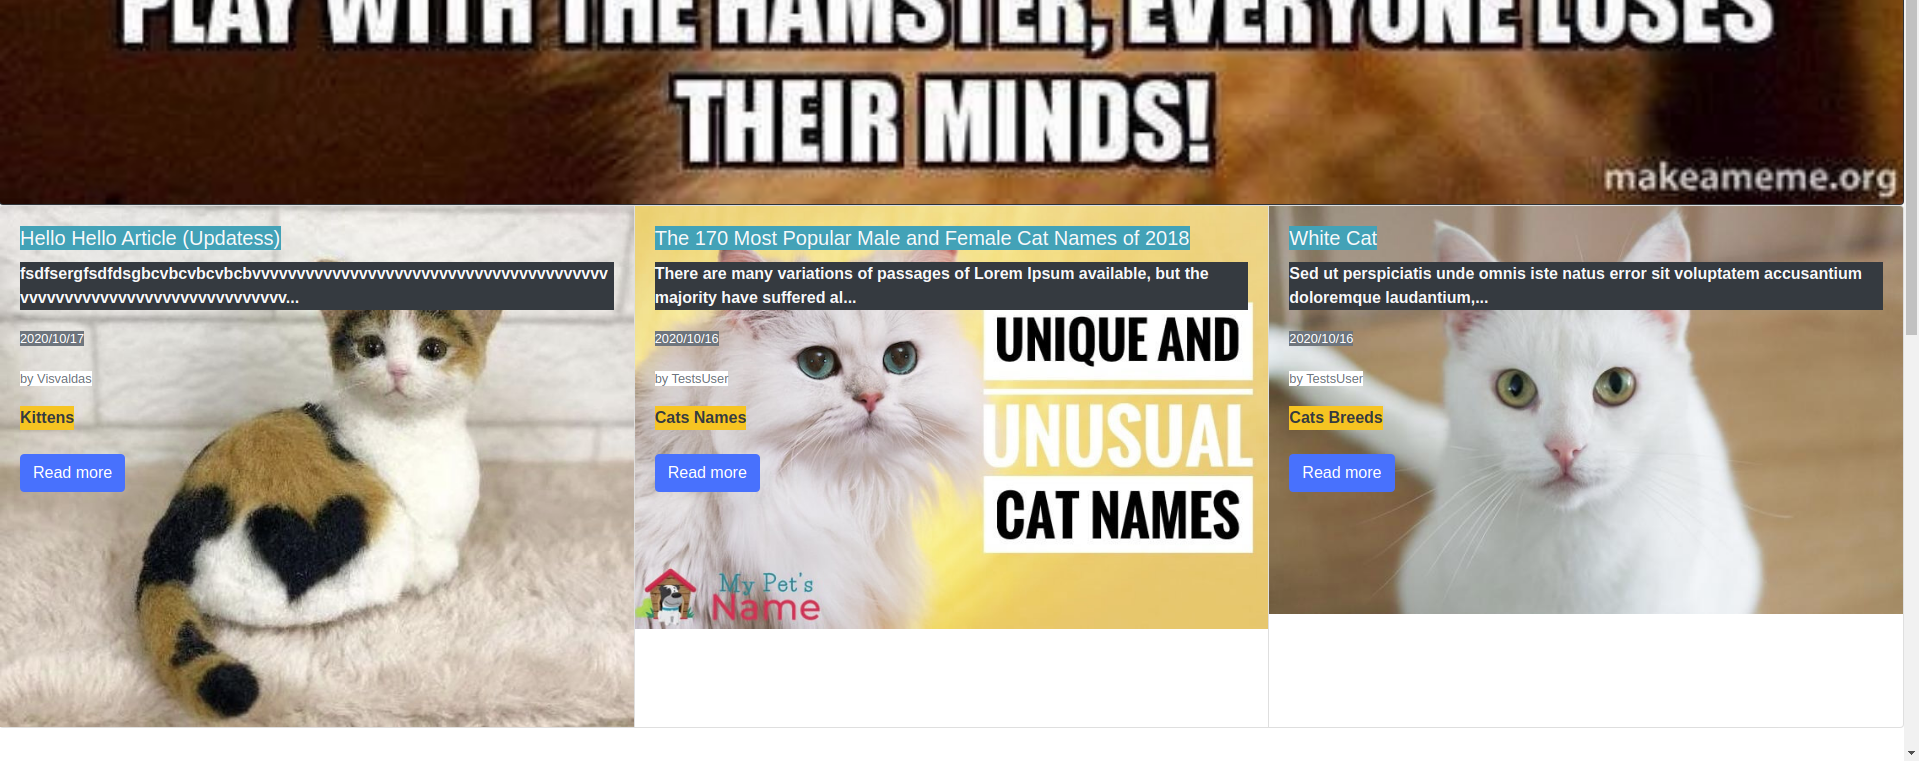 PLAY WITH THE HAMSTER, EVERYONE LOSES
THEIR MINDS!
makeameme.org
Hello Hello Article (Updatess)
fsdfsergfsdfdsgbcvbcvbcvbcbvvvvvvvvvvvvvvvvvvvvvvvvvvvvvvvvvvvvvvvv
vvvvvvvvvvvvvvvvvvvvvvvvvvvvvv...
2020/10/17
by Visvaldas
Kittens
Read more
The 170 Most Popular Male and Female Cat Names of 2018
There are many variations of passages of Lorem Ipsum available, but the
majority have suffered al...
2020/10/16
by TestsUser
Cats Names
Read more
UNIQUE AND
UNUSUAL
CAT NAMES
My Pet's
Name
White Cat
Sed ut perspiciatis unde omnis iste natus error sit voluptatem accusantium
doloremque laudantium,...
2020/10/16
by TestsUser
Cats Breeds
Read more